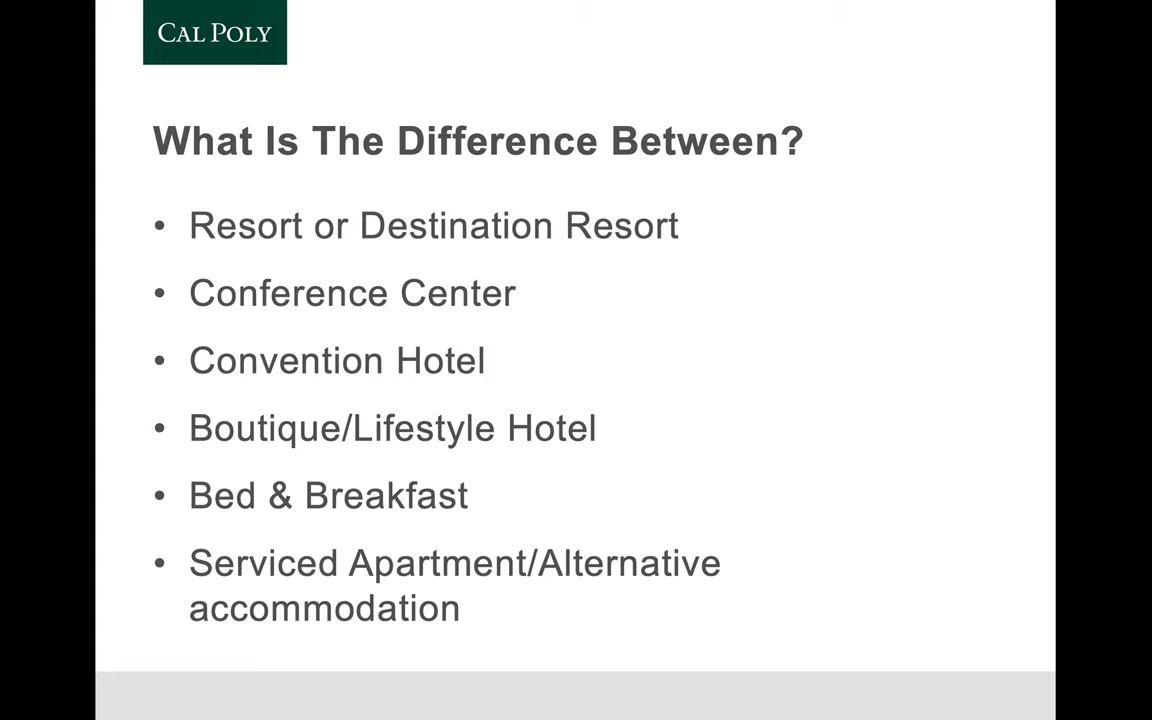 CAL POLY
What Is The Difference Between?
• Resort or Destination Resort
• Conference Center
• Convention Hotel
• Boutique/Lifestyle Hotel
• Bed & Breakfast
• Serviced Apartment/Alternative
accommodation